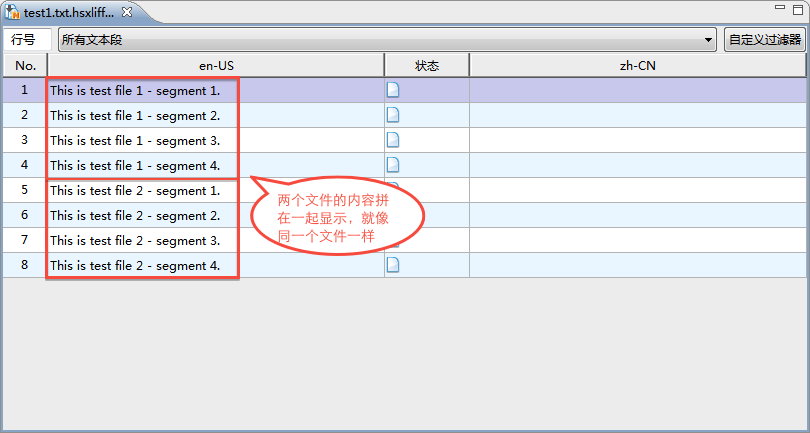 test1.txt.hsxliff...
行号
所有文本段
自定义过滤器
No. en-US 状态 zh-CN
1 This is test file 1 - segment 1.
2 This is test file 1 - segment 2.
3 This is test file 1 - segment 3.
4 This is test file 1 - segment 4.
5 This is test file 2 - segment 1.
6 This is test file 2 - segment 2.
7 This is test file 2 - segment 3.
8 This is test file 2 - segment 4.
两个文件的内容拼
在一起显示，就像
同一个文件一样